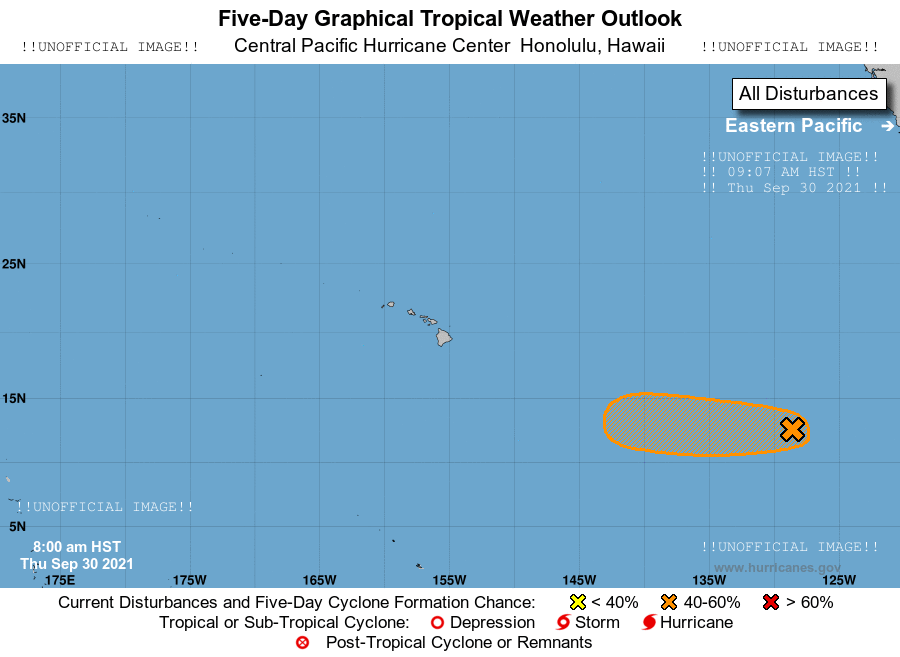 Five-Day Graphical Tropical Weather Outlook
!!UNOFFICIAL IMAGE!! Central Pacific Hurricane Center Honolulu, Hawaii !!UNOFFICIAL IMAGE!!
All Disturbances
35N
Eastern Pacific
!!UNOFFICIAL IMAGE!!
!! 09:07 AM HST !!
!! Thu Sep 30 2021 !!
25N
15N
!!UNOFFICIAL IMAGE!!
5N
8:00 am HST
!!UNOFFICIAL IMAGE!!
Thu Sep 30 2021
www.hurricanes.gov
175E 175W 165W 155W 145W 135W 125W
Current Disturbances and Five-Day Cyclone Formation Chance: < 40% 40-60% > 60%
Tropical or Sub-Tropical Cyclone: Depression Storm Hurricane
Post-Tropical Cyclone or Remnants